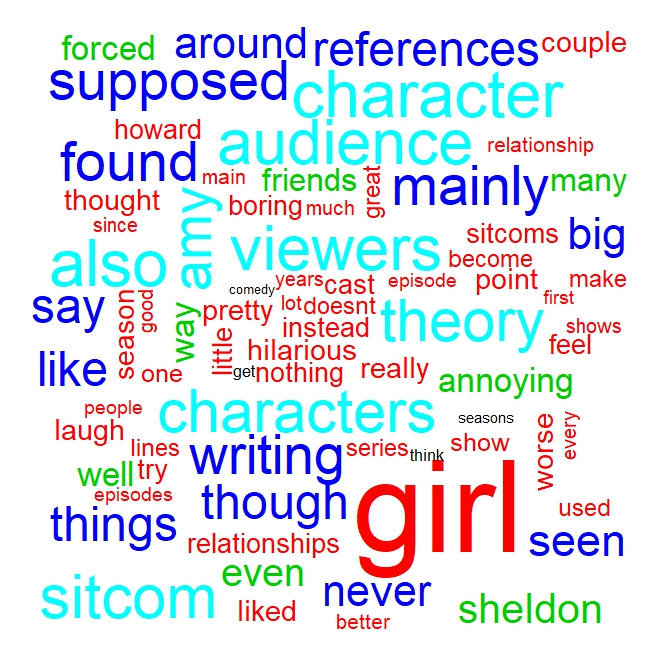 forced around references couple
supposed character
howard audience relationship
found main friends great mainly many
thought boring much
since amy sitcoms big
also viewers become
say comedy years cast episode point make
season good way pretty lot doesnt theory first
little instead shows
like hilarious feel
one get nothing really annoying
people characters seasons
laugh lines writing series think show worse every
well try girl
episodes though used
things relationships seen
even never
sitcom liked better sheldon